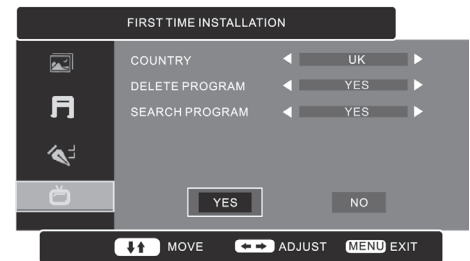 FIRST TIME INSTALLATION
COUNTRY UK
DELETE PROGRAM YES
SEARCH PROGRAM YES
YES NO
MOVE ADJUST MENU EXIT